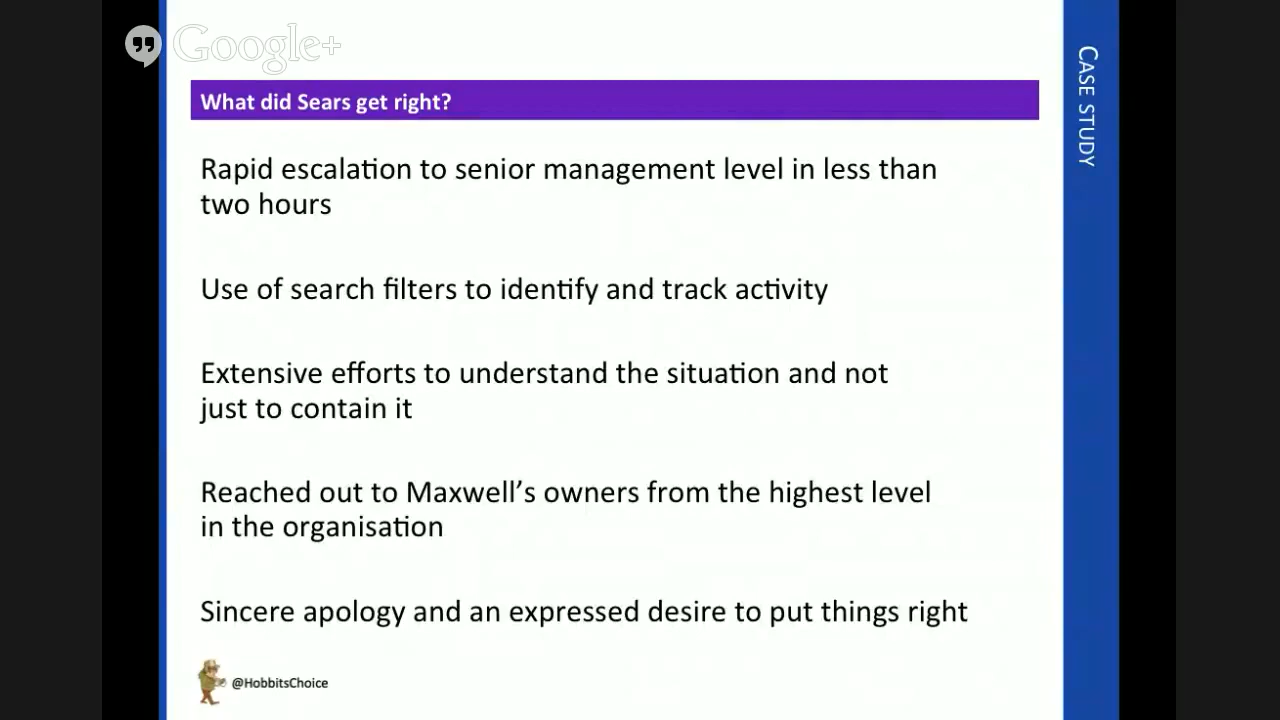 Google+
CASE STUDY
What did Sears get right?
Rapid escalation to senior management level in less than
two hours
Use of search filters to identify and track activity
Extensive efforts to understand the situation and not
just to contain it
Reached out to Maxwell’s owners from the highest level
in the organisation
Sincere apology and an expressed desire to put things right
@HobbitsChoice